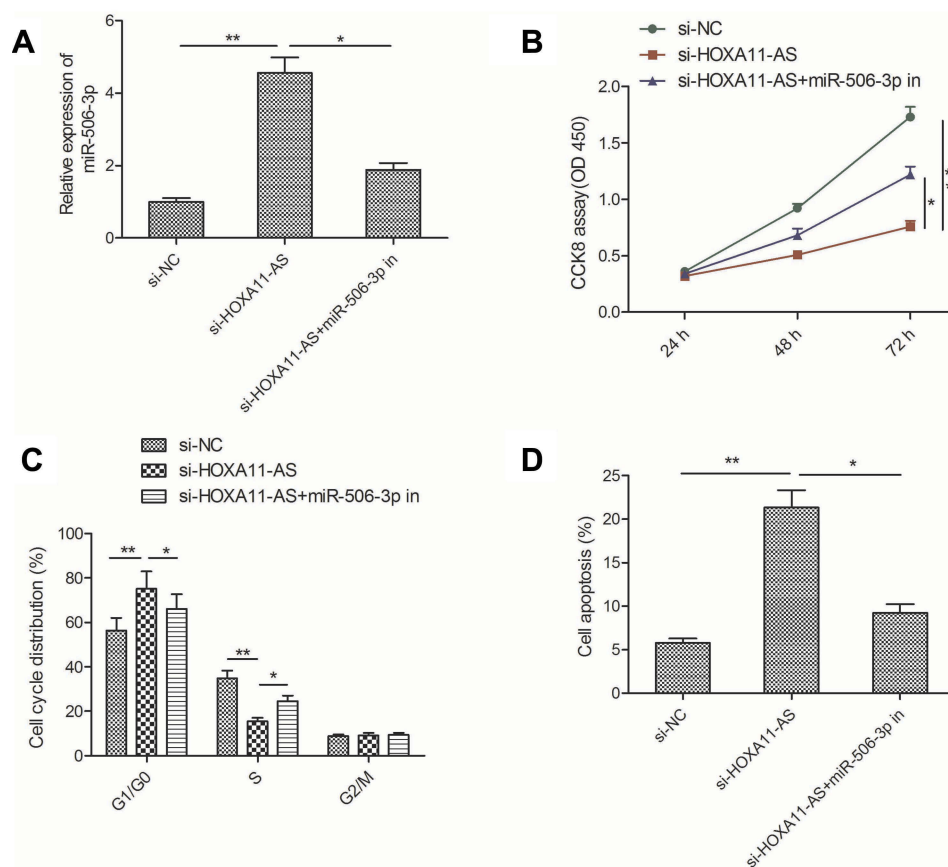 A
Relative expression of
miR-506-3p
6
4
2
0
**
*
si-NC
si-HOXA11-AS
si-HOXA11-AS+miR-506-3p in
B
si-NC
si-HOXA11-AS
si-HOXA11-AS+miR-506-3p in
CCK8 assay (OD 450)
2.0
1.5
1.0
0.5
0.0
*
**
24 h
48 h
72 h
C
si-NC
si-HOXA11-AS
si-HOXA11-AS+miR-506-3p in
Cell cycle distribution (%)
100
80
60
40
20
0
**
*
**
*
G1/G0
S
G2/M
D
Cell apoptosis (%)
25
20
15
10
5
0
**
*
si-NC
si-HOXA11-AS
si-HOXA11-AS+miR-506-3p in